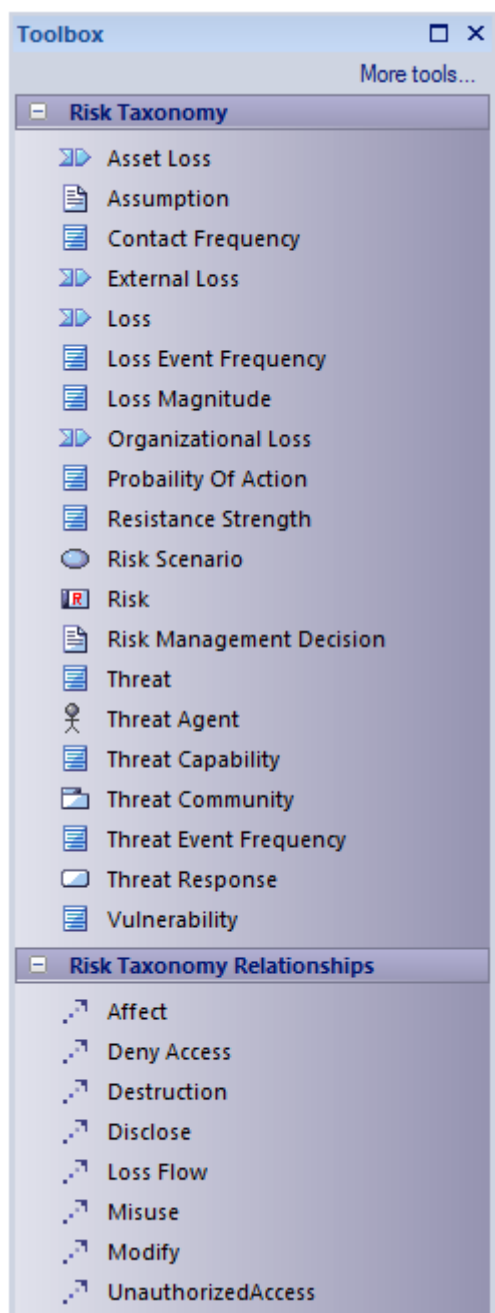 Toolbox
More tools...
Risk Taxonomy
Asset Loss
Assumption
Contact Frequency
External Loss
Loss
Loss Event Frequency
Loss Magnitude
Organizational Loss
Probaility Of Action
Resistance Strength
Risk Scenario
R Risk
Risk Management Decision
Threat
Threat Agent
Threat Capability
Threat Community
Threat Event Frequency
Threat Response
Vulnerability
Risk Taxonomy Relationships
Affect
Deny Access
Destruction
Disclose
Loss Flow
Misuse
Modify
UnauthorizedAccess